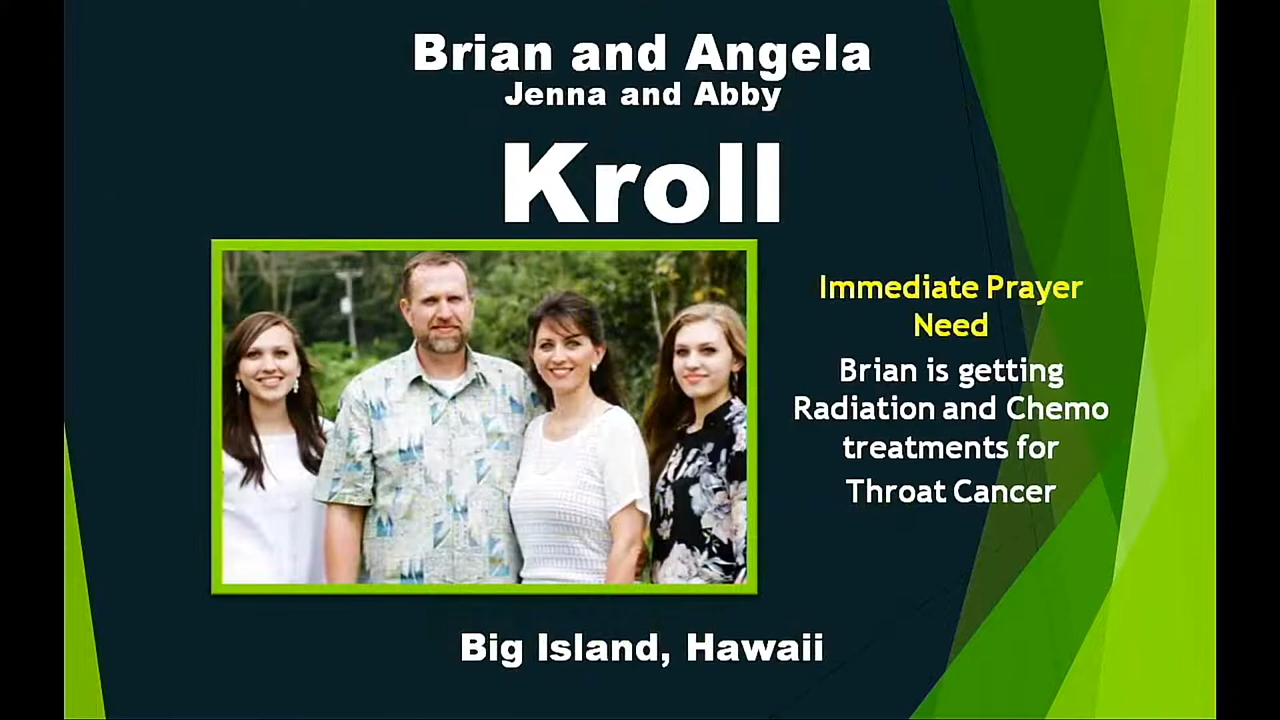 Brian and Angela
Jenna and Abby
Kroll
Immediate Prayer
Need
Brian is getting
Radiation and Chemo
treatments for
Throat Cancer
Big Island, Hawaii